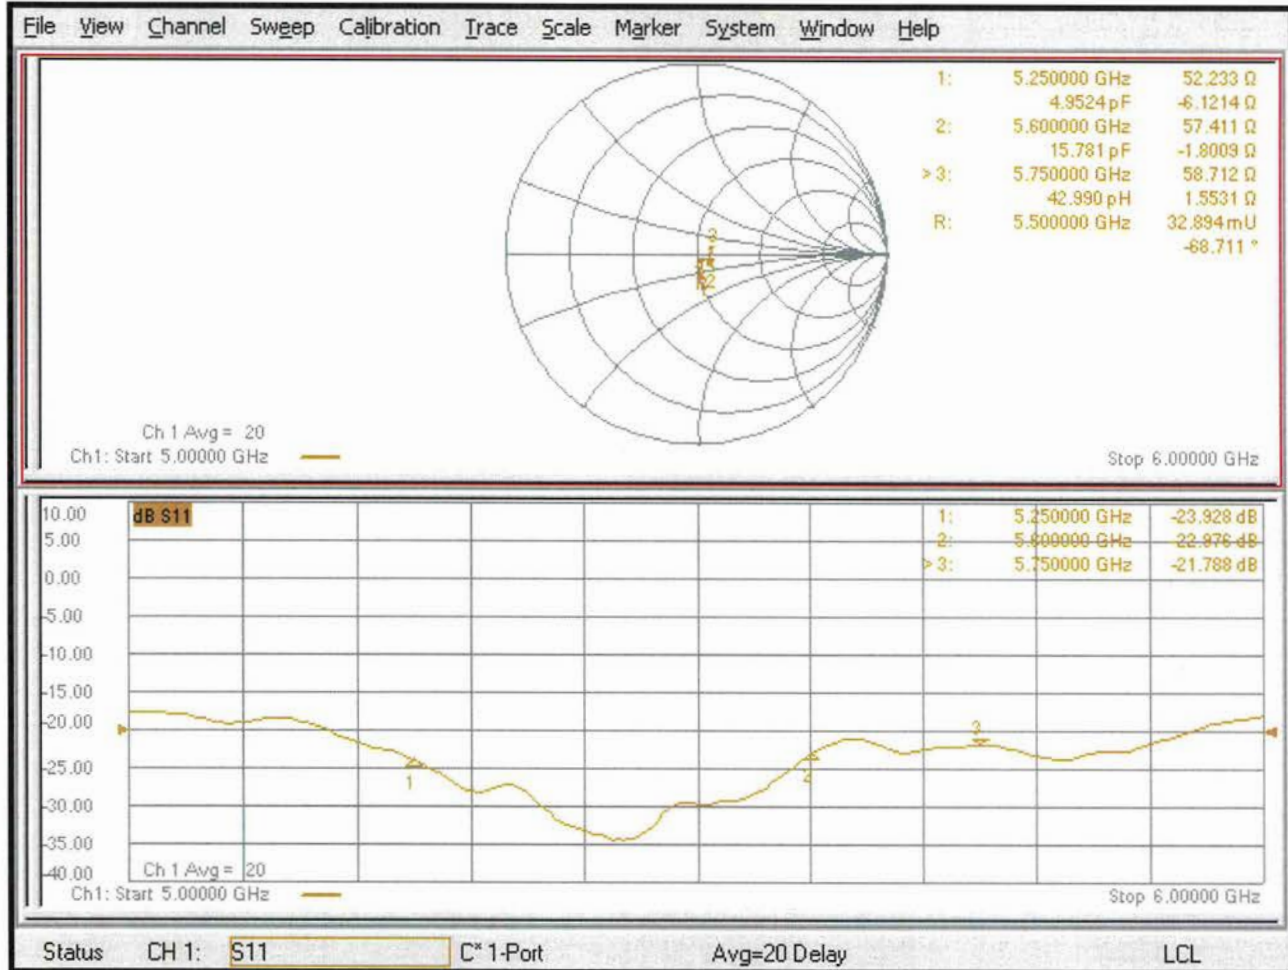 File View Channel Sweep Calibration Trace Scale Marker System Window Help
1: 5.250000 GHz 52.233 Ω
4.9524 pF -6.1214 Ω
2: 5.600000 GHz 57.411 Ω
15.781 pF -1.8009 Ω
> 3: 5.750000 GHz 58.712 Ω
42.990 pH 1.5531 Ω
R: 5.500000 GHz 32.894 mU
-68.711 °
2
Ch 1 Avg = 20
Ch1: Start 5.00000 GHz
Stop 6.00000 GHz
10.00 dB S11
5.00
0.00
-5.00
-10.00
-15.00
-20.00
-25.00
-30.00
-35.00
-40.00
1: 5.250000 GHz -23.928 dB
2: 5.600000 GHz -22.976 dB
> 3: 5.750000 GHz -21.788 dB
1
2
3
Ch 1 Avg = 20
Ch1: Start 5.00000 GHz
Stop 6.00000 GHz
Status CH 1: S11 C* 1-Port Avg=20 Delay LCL